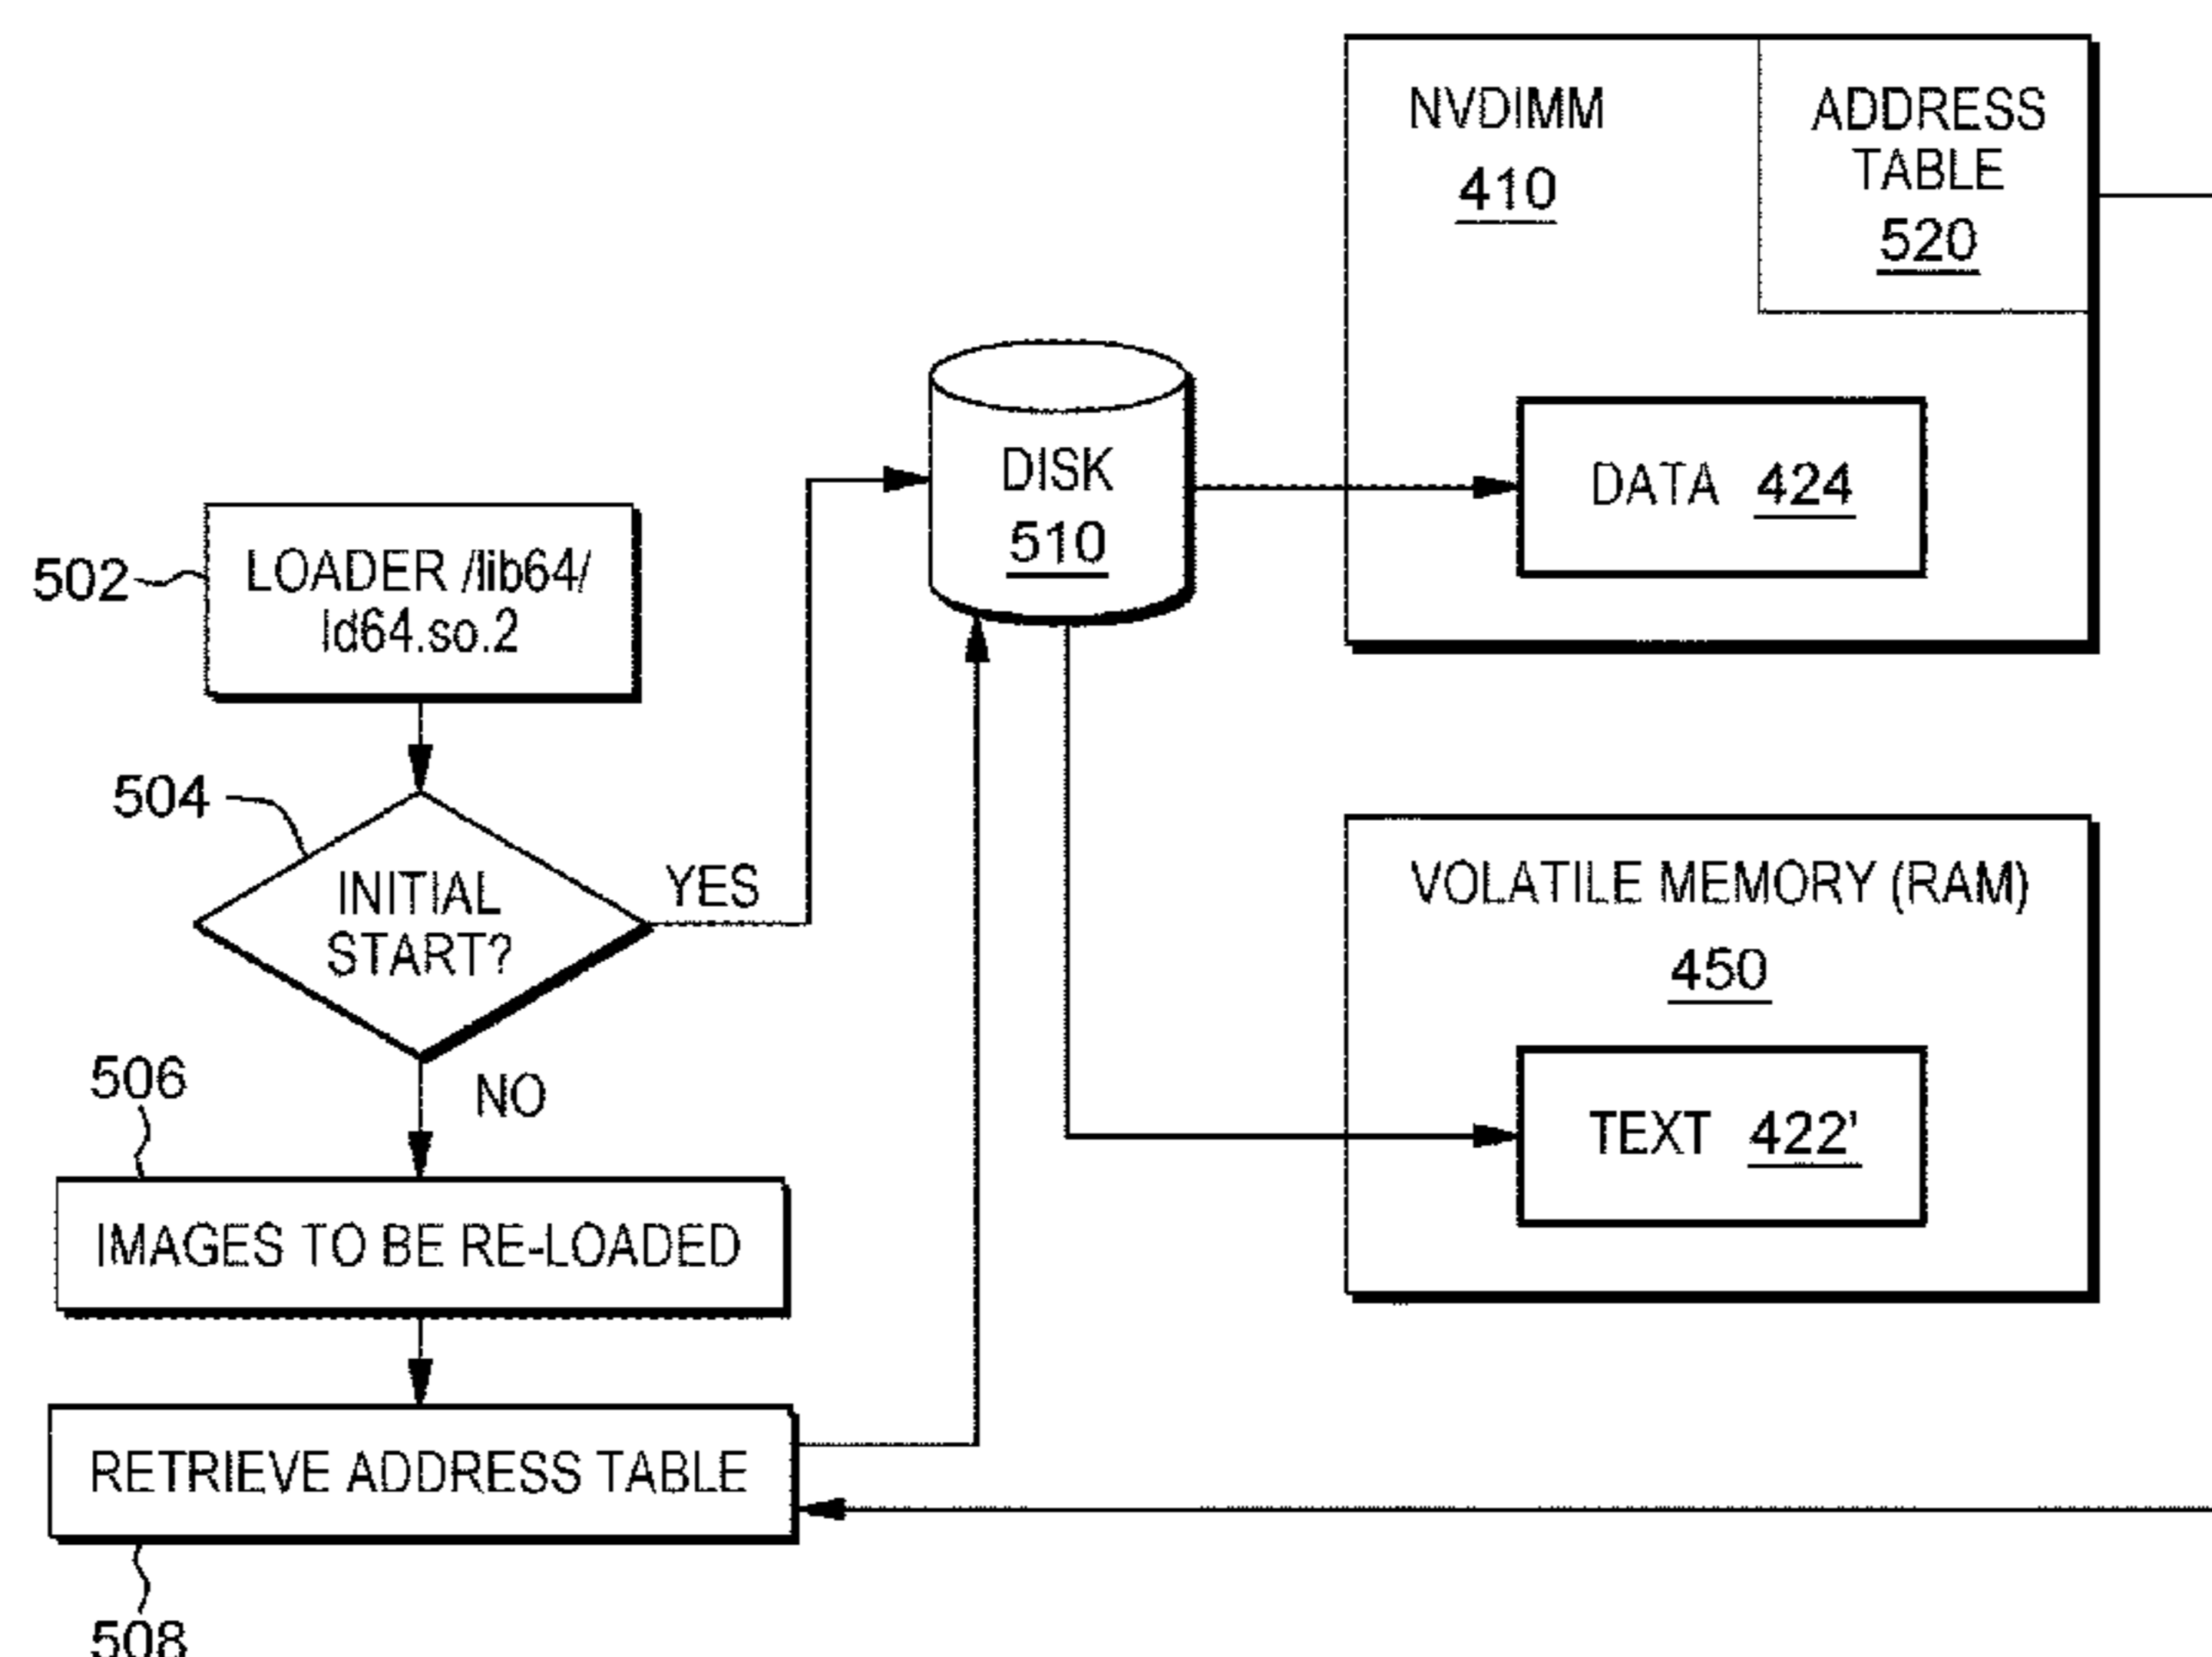 NVDIMM
410
ADDRESS
TABLE
520
DISK
510
DATA 424
502
LOADER /lib64/
ld64.so.2
504
INITIAL
START?
YES
NO
VOLATILE MEMORY (RAM)
450
TEXT 422'
506
IMAGES TO BE RE-LOADED
RETRIEVE ADDRESS TABLE
508